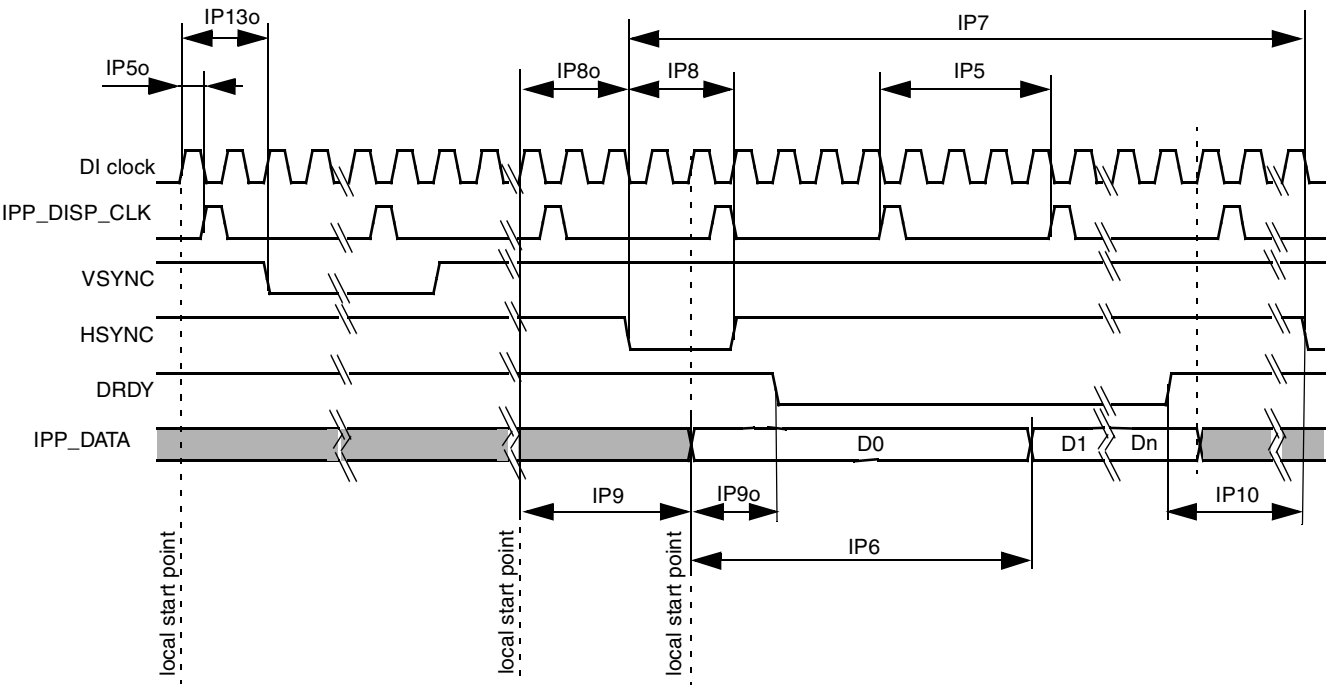 IP13o
IP7
IP5o
IP8o
IP8
IP5
DI clock
IPP_DISP_CLK
VSYNC
HSYNC
DRDY
IPP_DATA
D0
D1
Dn
IP9
IP9o
IP10
IP6
local start point
local start point
local start point